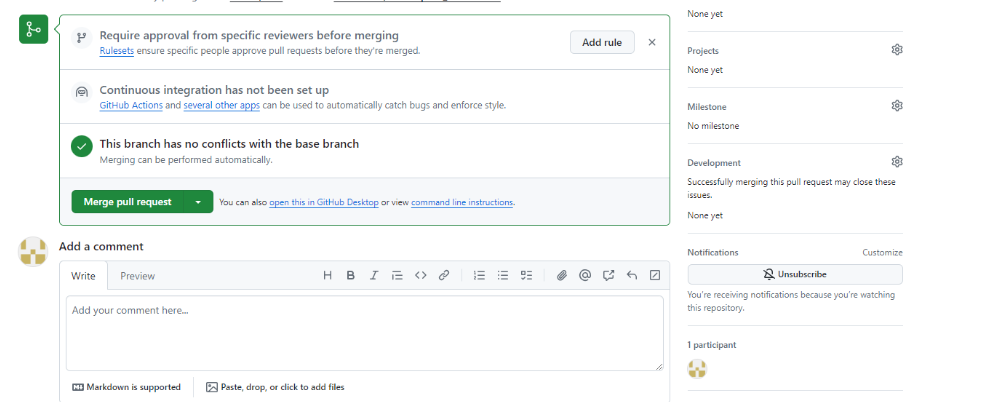 None yet
Require approval from specific reviewers before merging
Rulesets ensure specific people approve pull requests before they're merged.
Add rule
Continuous integration has not been set up
GitHub Actions and several other apps can be used to automatically catch bugs and enforce style.
This branch has no conflicts with the base branch
Merging can be performed automatically.
Merge pull request
You can also open this in GitHub Desktop or view command line instructions.
Add a comment
Write
Preview
H B I
Add your comment here...
Markdown is supported
Paste, drop, or click to add files
Projects
None yet
Milestone
No milestone
Development
Successfully merging this pull request may close these
issues.
None yet
Notifications
Customize
Unsubscribe
You're receiving notifications because you're watching
this repository.
1 participant